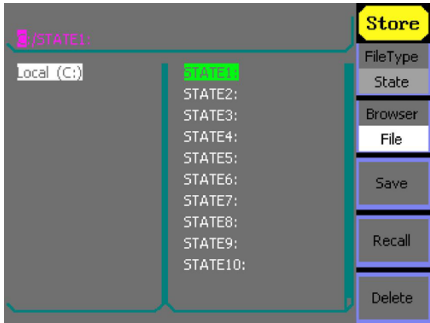 C:/STATE1:
Local (C:)
STATE1:
STATE2:
STATE3:
STATE4:
STATE5:
STATE6:
STATE7:
STATE8:
STATE9:
STATE10:
Store
FileType
State
Browser
File
Save
Recall
Delete